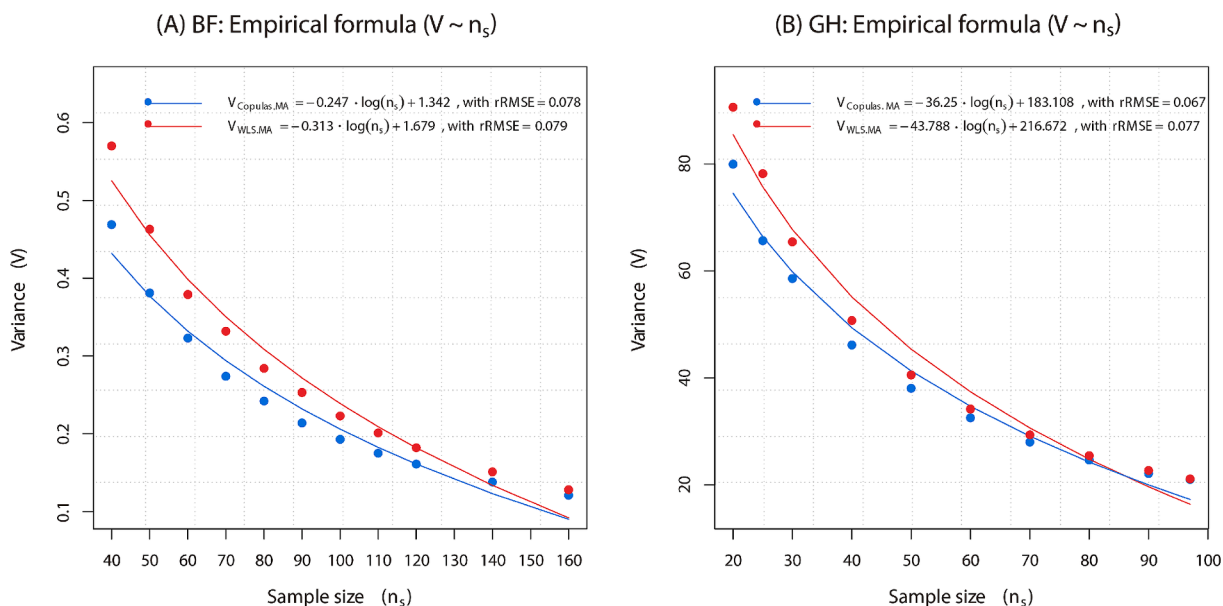 (A) BF: Empirical formula (V ~ nₛ)
V Copulas.MA = −0.247 · log(nₛ) + 1.342 , with rRMSE = 0.078
V WLS.MA = −0.313 · log(nₛ) + 1.679 , with rRMSE = 0.079
Variance (V)
0.6
0.5
0.4
0.3
0.2
0.1
40 50 60 70 80 90 100 110 120 130 140 150 160
Sample size (nₛ)
(B) GH: Empirical formula (V ~ nₛ)
V Copulas.MA = −36.25 · log(nₛ) + 183.108 , with rRMSE = 0.067
V WLS.MA = −43.788 · log(nₛ) + 216.672 , with rRMSE = 0.077
Variance (V)
80
60
40
20
20 30 40 50 60 70 80 90 100
Sample size (nₛ)